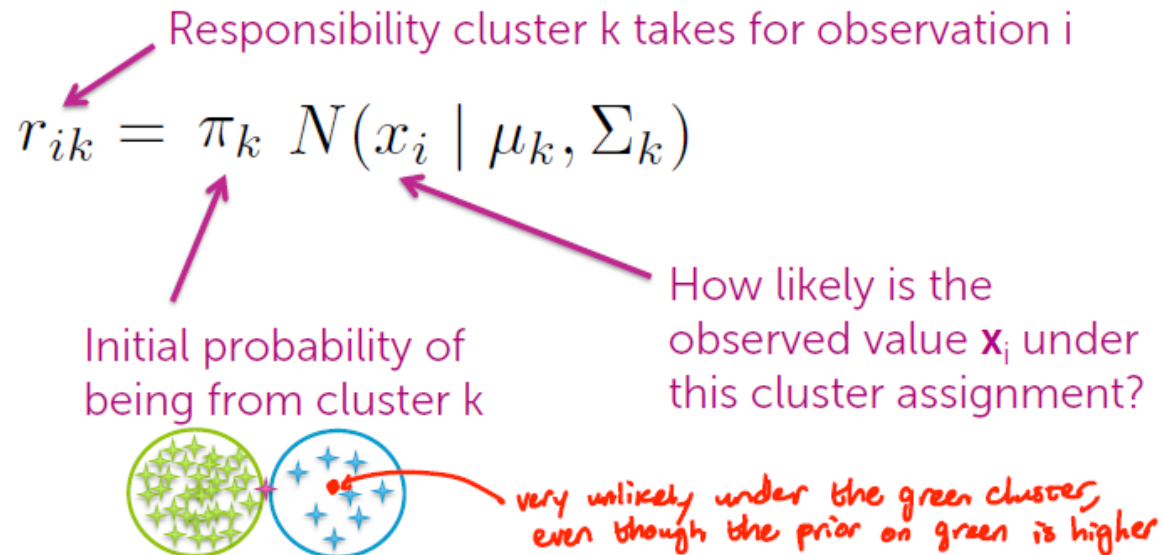 Responsibility cluster k takes for observation i
r_{ik} = π_k N(x_i | μ_k, Σ_k)
How likely is the
observed value x_i under
this cluster assignment?
Initial probability of
being from cluster k
very unlikely under the green cluster,
even though the prior on green is higher